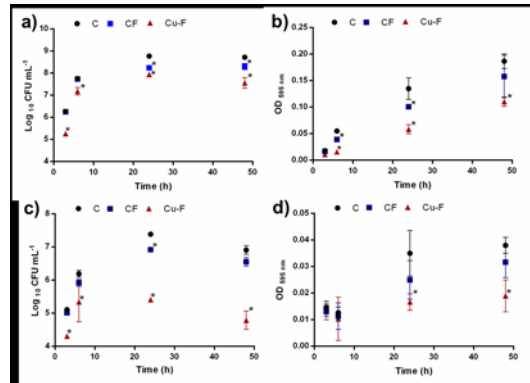 a)
C CF Cu-F
Log 10 CFU mL-1
10
9
8
7
6
5
4
0 10 20 30 40 50
Time (h)
* * * * * *
b)
C CF Cu-F
OD 595 nm
0.20
0.15
0.10
0.05
0.00
0 10 20 30 40 50
Time (h)
* * * * *
c)
C CF Cu-F
Log 10 CFU mL-1
8
7
6
5
4
0 10 20 30 40 50
Time (h)
* * * * *
d)
C CF Cu-F
OD 595 nm
0.05
0.04
0.03
0.02
0.01
0.00
0 10 20 30 40 50
Time (h)
* *